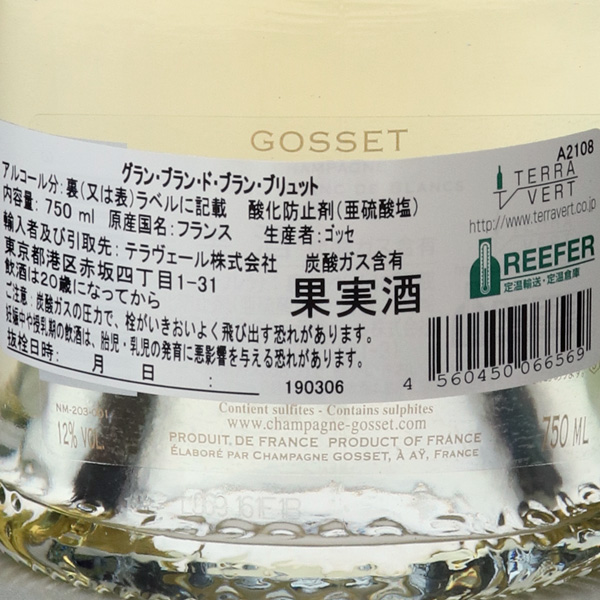 GOSSET
CHAMPAGNE
BLANC DE BLANCS
A2108
グラン・ブラン・ド・ブラン・ブリュット
アルコール分:裏(又は表)ラベルに記載 酸化防止剤(亜硫酸塩)
内容量:750 ml 原産国名:フランス 生産者:ゴッセ
輸入者及び引取先:テラヴェール株式会社 炭酸ガス含有
東京都港区赤坂四丁目1-31
飲酒は20歳になってから
果実酒
ご注意:炭酸ガスの圧力で、栓がいきおいよく飛び出す恐れがあります。
妊娠中や授乳期の飲酒は、胎児・乳児の発育に悪影響を与える恐れがあります。
抜栓日時: 月 日 :
190306
TERRA
VERT
http://www.terravert.co.jp
REEFER
定温輸送・定温倉庫
4 560450 066569
NM-203-001
12% VOL
Contient sulfites - Contains sulphites
www.champagne-gosset.com
PRODUIT DE FRANCE PRODUCT OF FRANCE
ÉLABORÉ PAR CHAMPAGNE GOSSET, À AŸ, FRANCE
750 ML